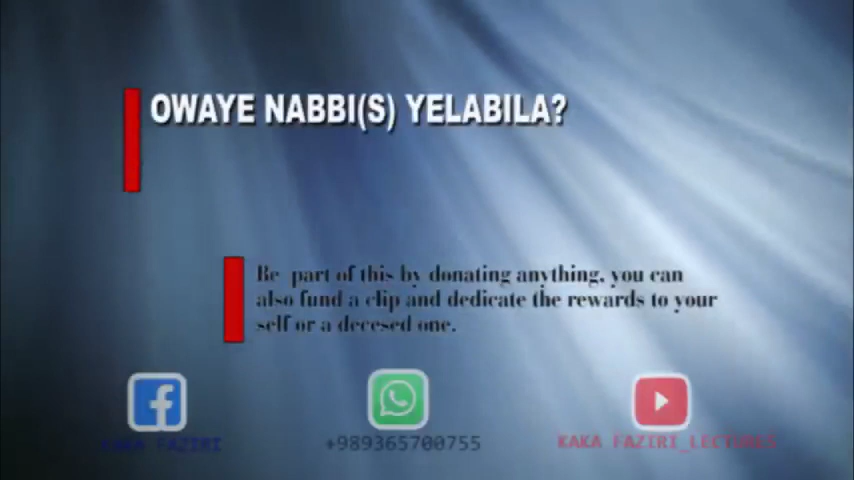 OWAYE NABBI(S) YELABILA?
Be part of this by donating anything, you can
also fund a clip and dedicate the rewards to your
self or a decesed one.
KAKA FAZIRI
+989365700755
KAKA FAZIRI_LECTURES